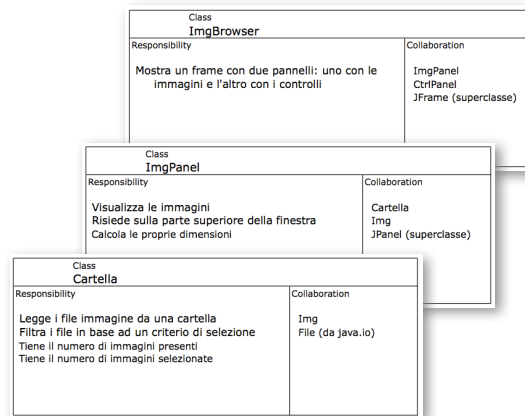 Class
ImgBrowser
Responsibility
Collaboration
Mostra un frame con due pannelli: uno con le
immagini e l'altro con i controlli
ImgPanel
CtrlPanel
JFrame (superclasse)
Class
ImgPanel
Responsibility
Collaboration
Visualizza le immagini
Risiede sulla parte superiore della finestra
Calcola le proprie dimensioni
Cartella
Img
JPanel (superclasse)
Class
Cartella
Responsibility
Collaboration
Legge i file immagine da una cartella
Filtra i file in base ad un criterio di selezione
Tiene il numero di immagini presenti
Tiene il numero di immagini selezionate
Img
File (da java.io)